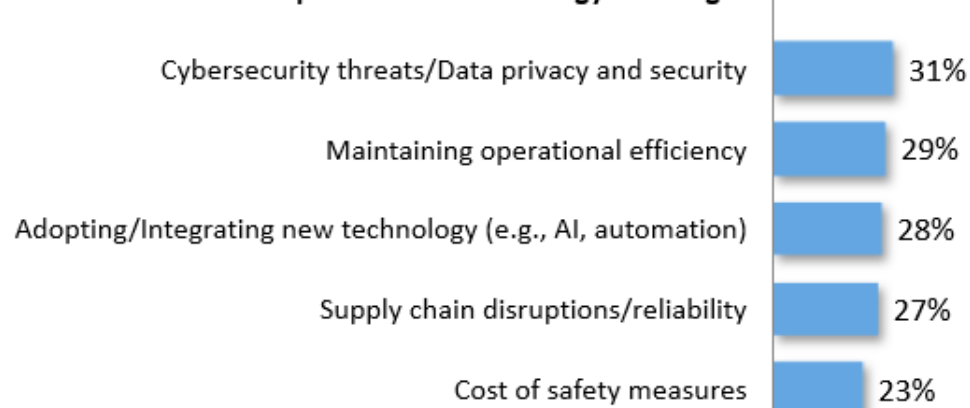 Cybersecurity threats/Data privacy and security 31%
Maintaining operational efficiency 29%
Adopting/Integrating new technology (e.g., AI, automation) 28%
Supply chain disruptions/reliability 27%
Cost of safety measures 23%